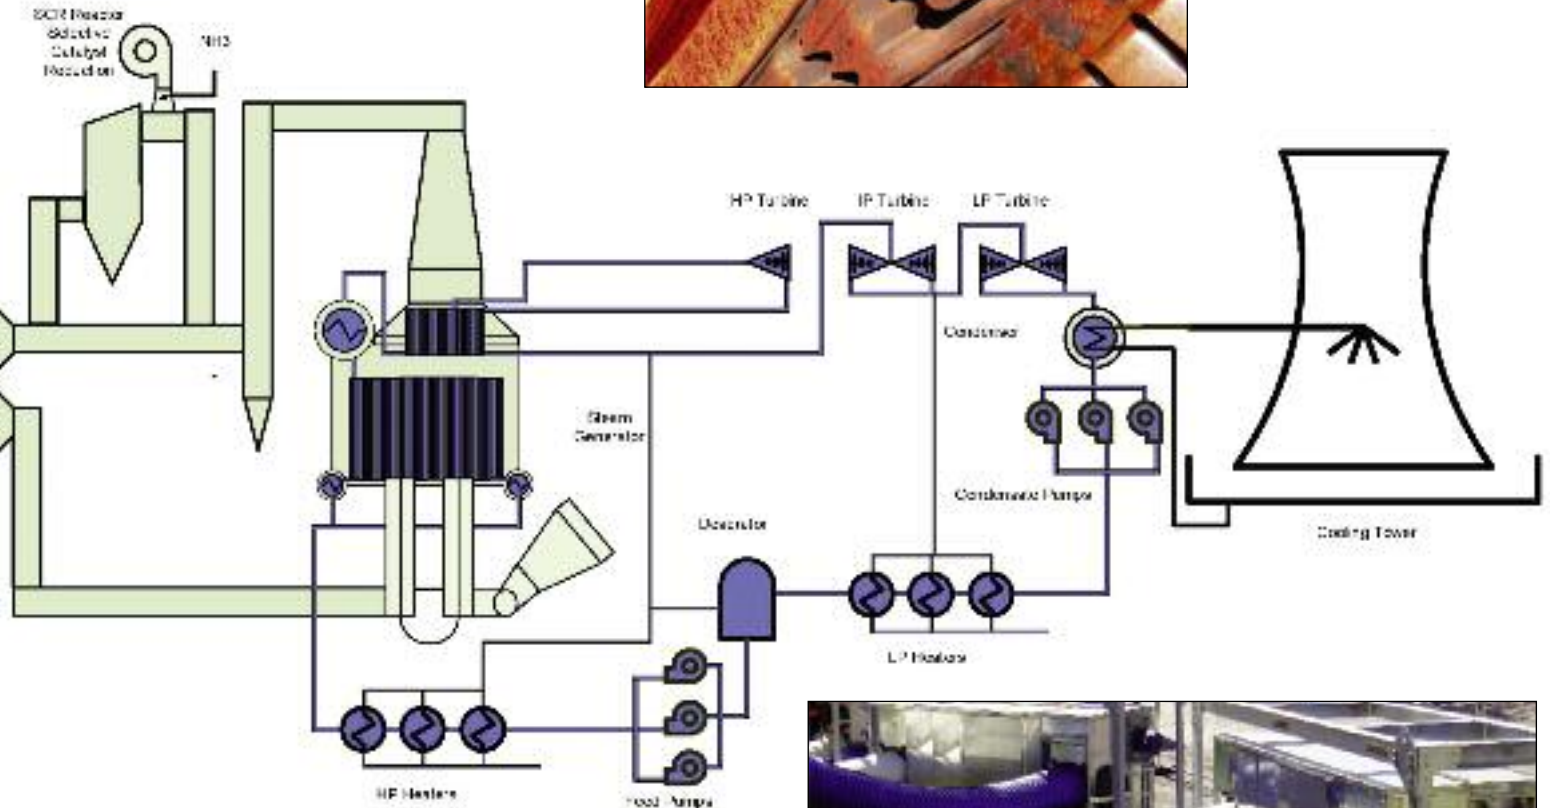 SCR Reactor
Selective
Catalyst
Reduction
NH3
HP Turbine
IP Turbine
LP Turbine
Condenser
Steam
Generator
Condensate Pumps
Deaerator
Cooling Tower
LP Heaters
HP Heaters
Feed Pumps